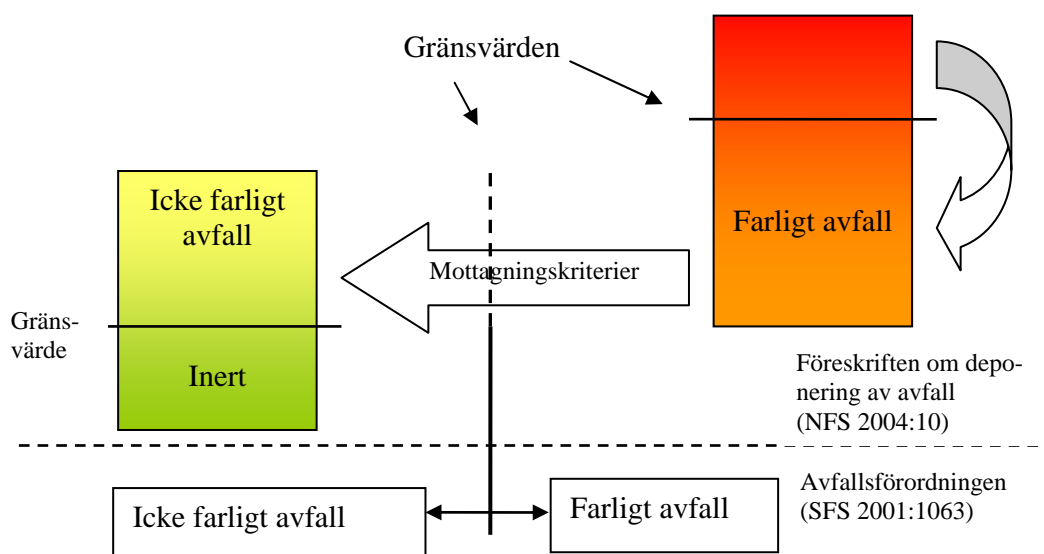 Gränsvärden
Icke farligt
avfall
Farligt avfall
Mottagningskriterier
Gräns-
värde
Inert
Föreskriften om depo-
nering av avfall
(NFS 2004:10)
Avfallsförordningen
(SFS 2001:1063)
Icke farligt avfall
Farligt avfall